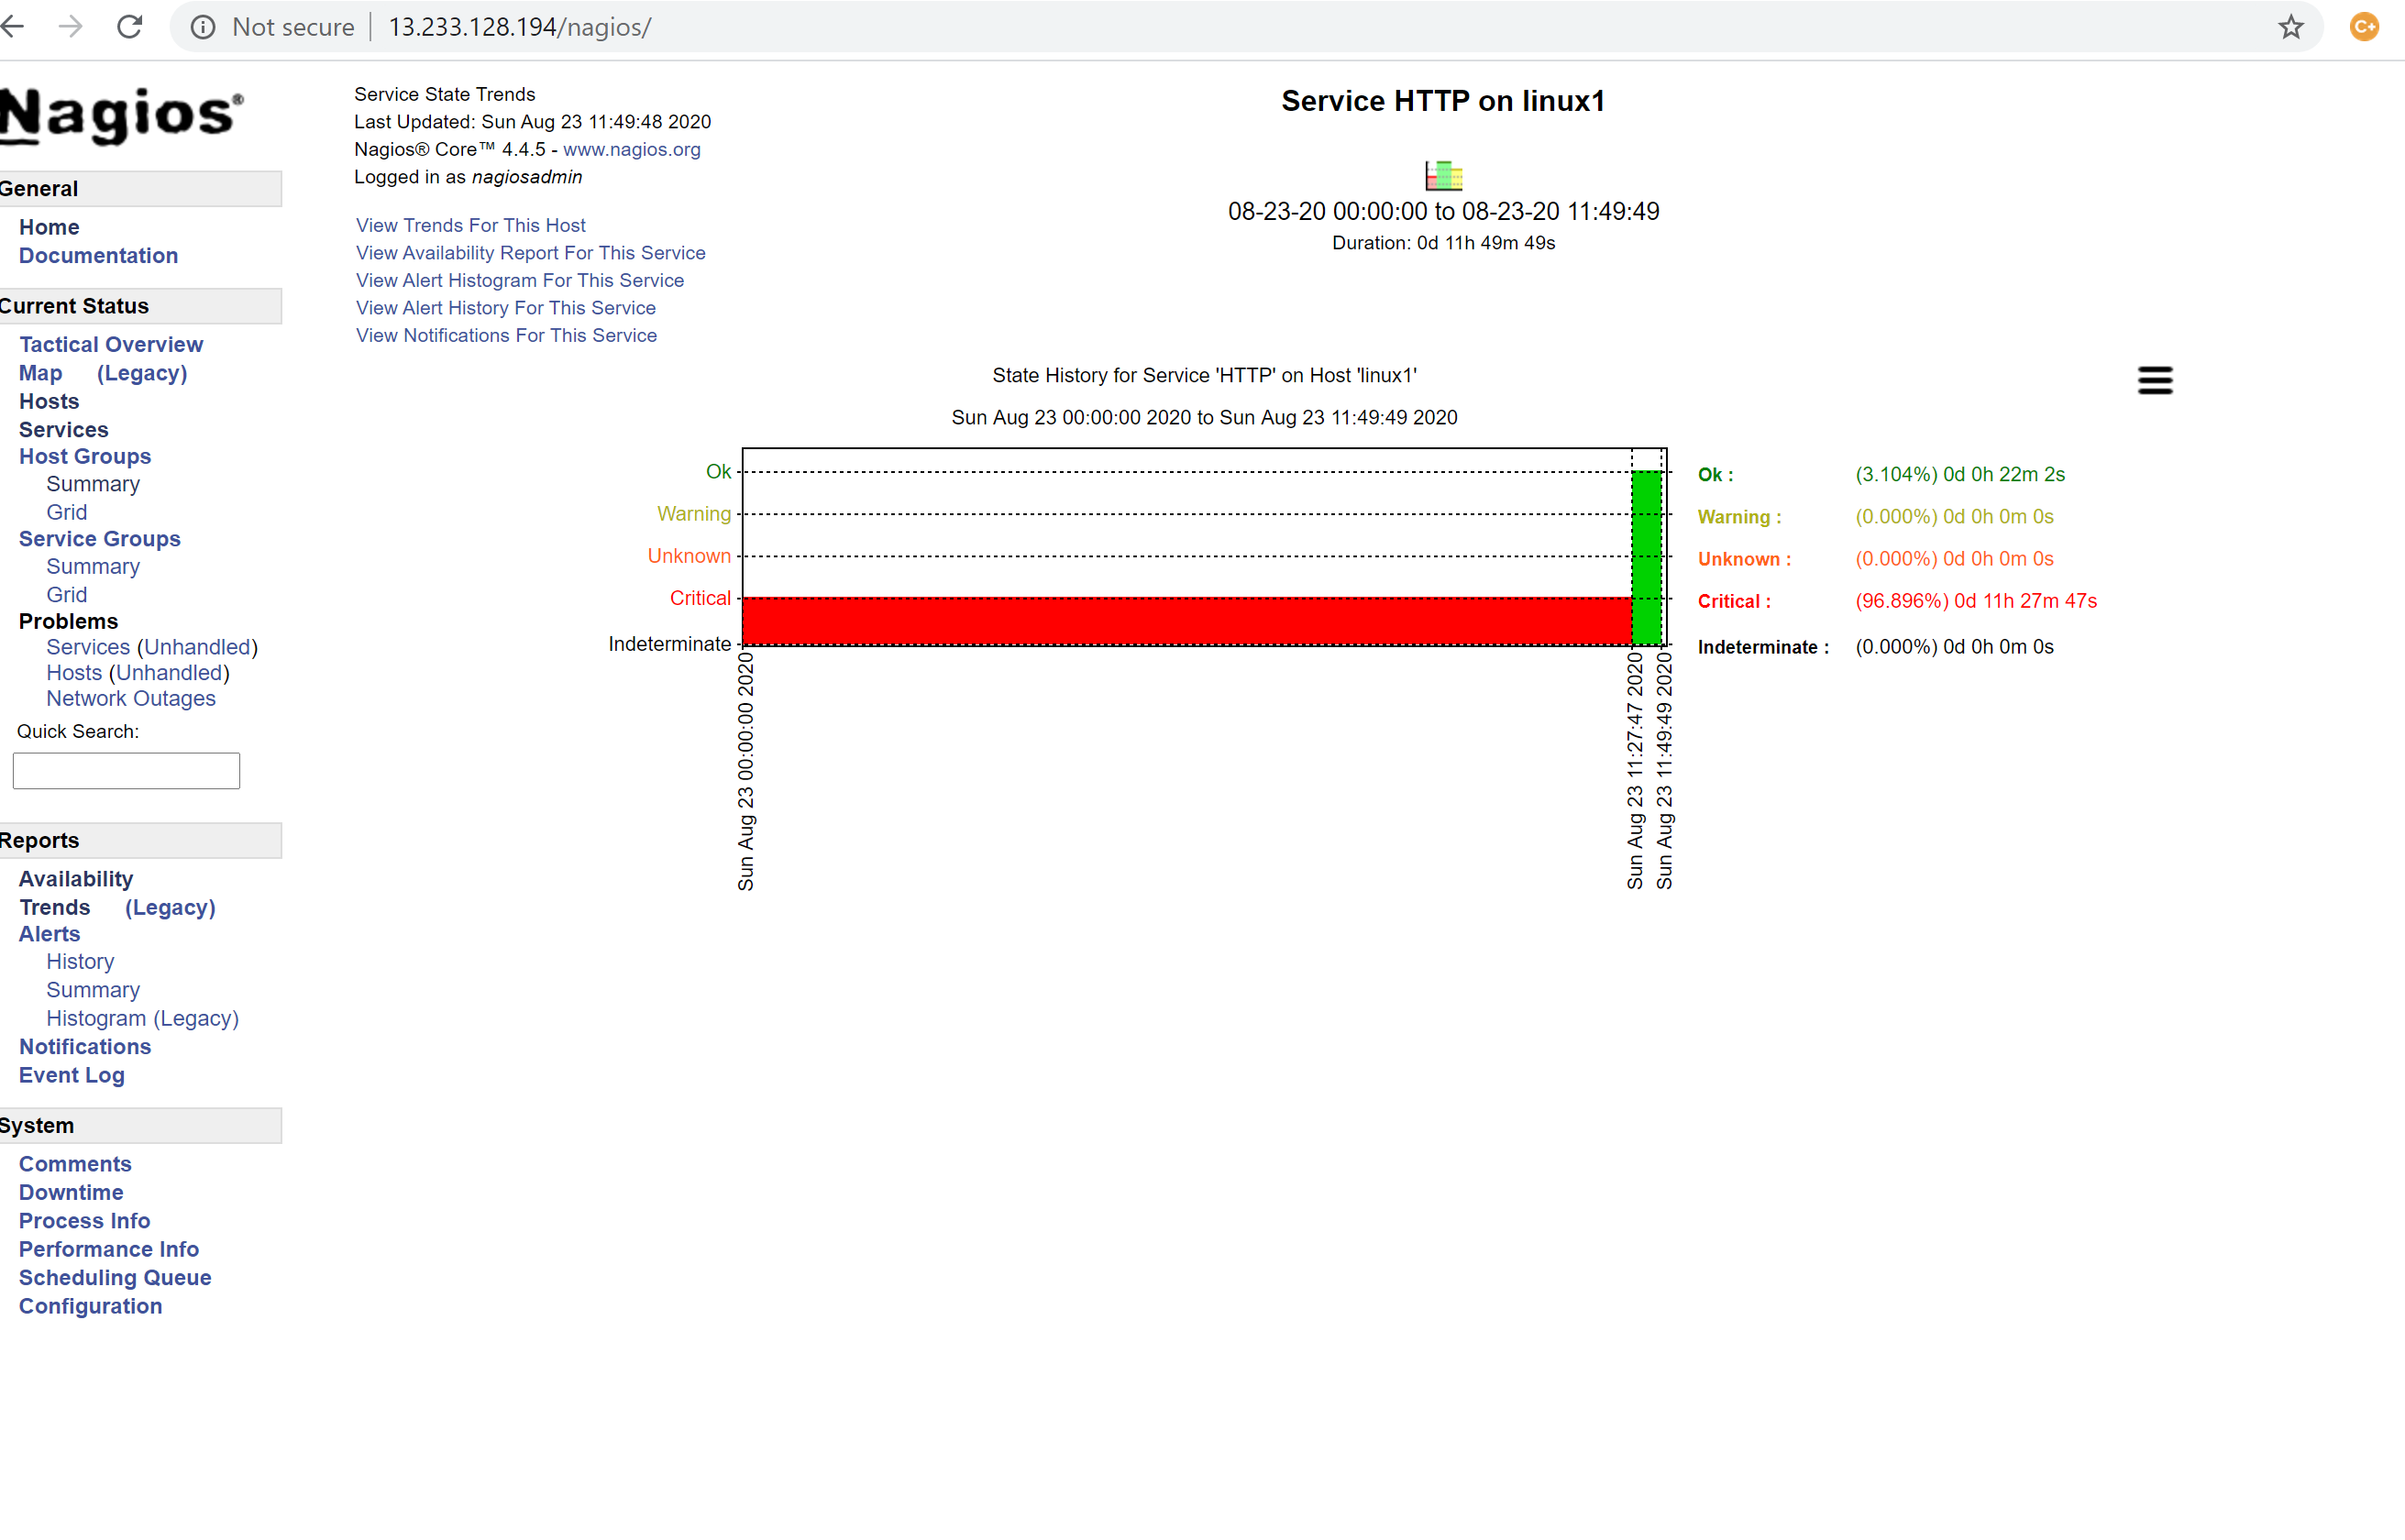 Not secure | 13.233.128.194/nagios/
C+
Nagios®
General
Home
Documentation
Current Status
Tactical Overview
Map (Legacy)
Hosts
Services
Host Groups
Summary
Grid
Service Groups
Summary
Grid
Problems
Services (Unhandled)
Hosts (Unhandled)
Network Outages
Quick Search:
Reports
Availability
Trends (Legacy)
Alerts
History
Summary
Histogram (Legacy)
Notifications
Event Log
System
Comments
Downtime
Process Info
Performance Info
Scheduling Queue
Configuration
Service State Trends
Last Updated: Sun Aug 23 11:49:48 2020
Nagios® Core™ 4.4.5 - www.nagios.org
Logged in as nagiosadmin
View Trends For This Host
View Availability Report For This Service
View Alert Histogram For This Service
View Alert History For This Service
View Notifications For This Service
Service HTTP on linux1
08-23-20 00:00:00 to 08-23-20 11:49:49
Duration: 0d 11h 49m 49s
State History for Service 'HTTP' on Host 'linux1'
Sun Aug 23 00:00:00 2020 to Sun Aug 23 11:49:49 2020
Ok
Warning
Unknown
Critical
Indeterminate
Sun Aug 23 00:00:00 2020
Sun Aug 23 11:27:47 2020
Sun Aug 23 11:49:49 2020
Ok : (3.104%) 0d 0h 22m 2s
Warning : (0.000%) 0d 0h 0m 0s
Unknown : (0.000%) 0d 0h 0m 0s
Critical : (96.896%) 0d 11h 27m 47s
Indeterminate : (0.000%) 0d 0h 0m 0s